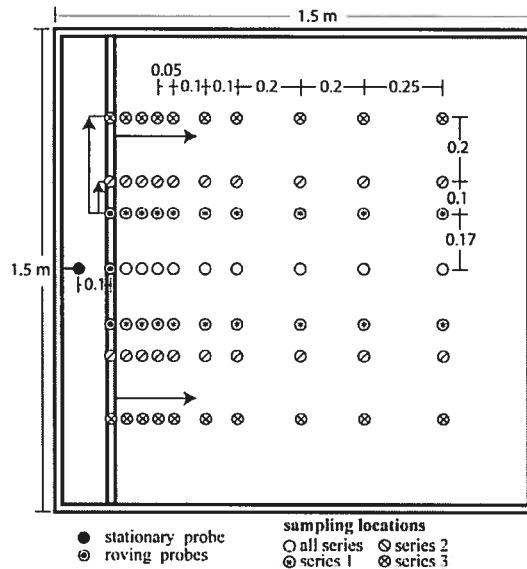 1.5 m
0.05
0.1
0.1
0.2
0.2
0.25
0.2
0.1
0.17
1.5 m
0.1
stationary probe
roving probes
sampling locations
all series
series 2
series 1
series 3